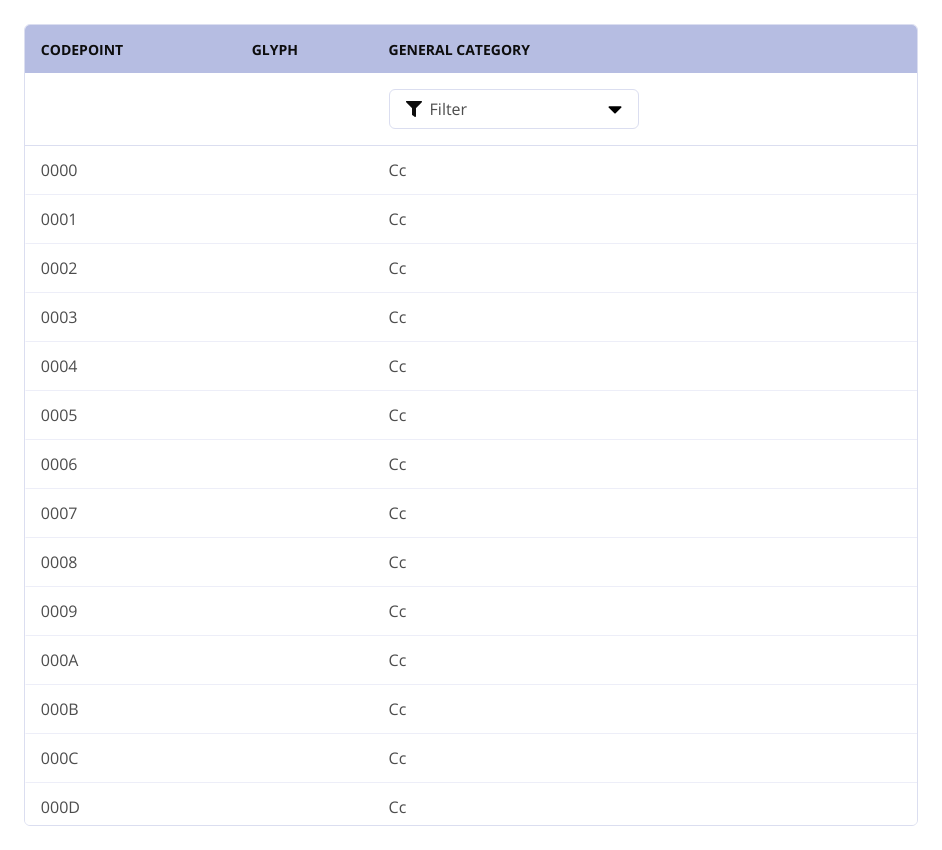 CODEPOINT GLYPH GENERAL CATEGORY
Filter
0000 Cc
0001 Cc
0002 Cc
0003 Cc
0004 Cc
0005 Cc
0006 Cc
0007 Cc
0008 Cc
0009 Cc
000A Cc
000B Cc
000C Cc
000D Cc